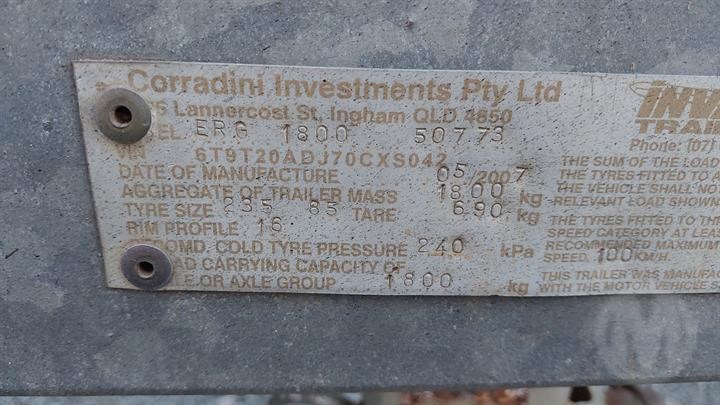 Corradini Investments Pty Ltd
Lannercost St, Ingham QLD 4850
ERG 1800 50773
VIN 6T9T20ADJ70CXS042
DATE OF MANUFACTURE 05/2007
AGGREGATE OF TRAILER MASS 1800 kg
TYRE SIZE 235 85 TARE 690 kg
RIM PROFILE 16
COLD TYRE PRESSURE 240 kPa
CARRYING CAPACITY OF
OR AXLE GROUP 1800 kg
INV
TRAI
Phone: (07)
THE SUM OF THE LOAD
THE TYRES FITTED TO A
THE VEHICLE SHALL NO
RELEVANT LOAD SHOWN
THE TYRES FITTED TO THE
SPEED CATEGORY AT LEAS
RECOMMENDED MAXIMUM
SPEED, 100 KM/H.
THIS TRAILER WAS MANUFAC
WITH THE MOTOR VEHICLE S